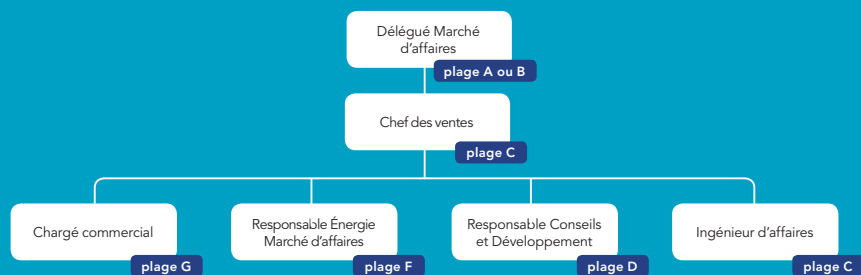 Délégué Marché
d'affaires
plage A ou B
Chef des ventes
plage C
Chargé commercial
plage G
Responsable Énergie
Marché d'affaires
plage F
Responsable Conseils
et Développement
plage D
Ingénieur d'affaires
plage C